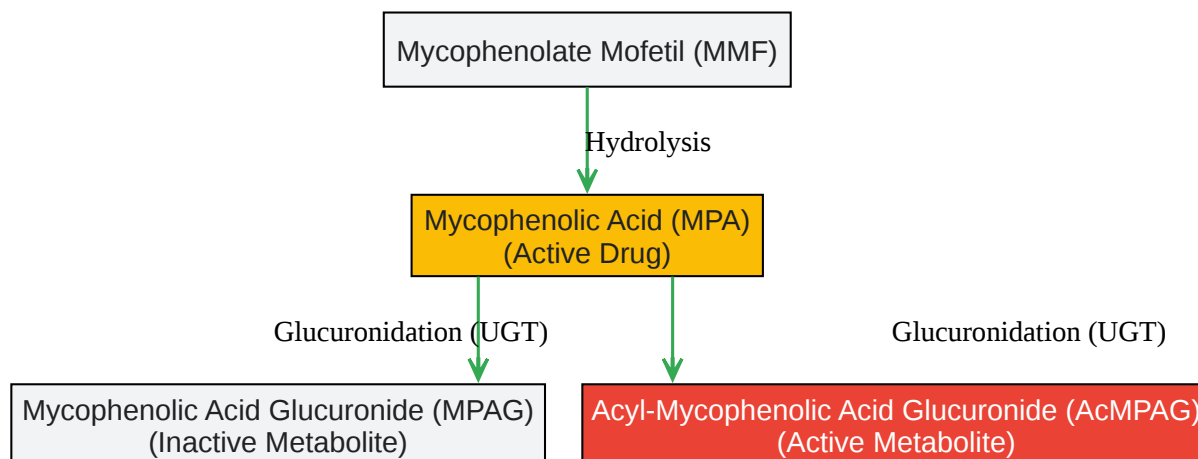 Mycophenolate Mofetil (MMF)
Hydrolysis
Mycophenolic Acid (MPA)
(Active Drug)
Glucuronidation (UGT)
Glucuronidation (UGT)
Mycophenolic Acid Glucuronide (MPAG)
(Inactive Metabolite)
Acyl-Mycophenolic Acid Glucuronide (AcMPAG)
(Active Metabolite)